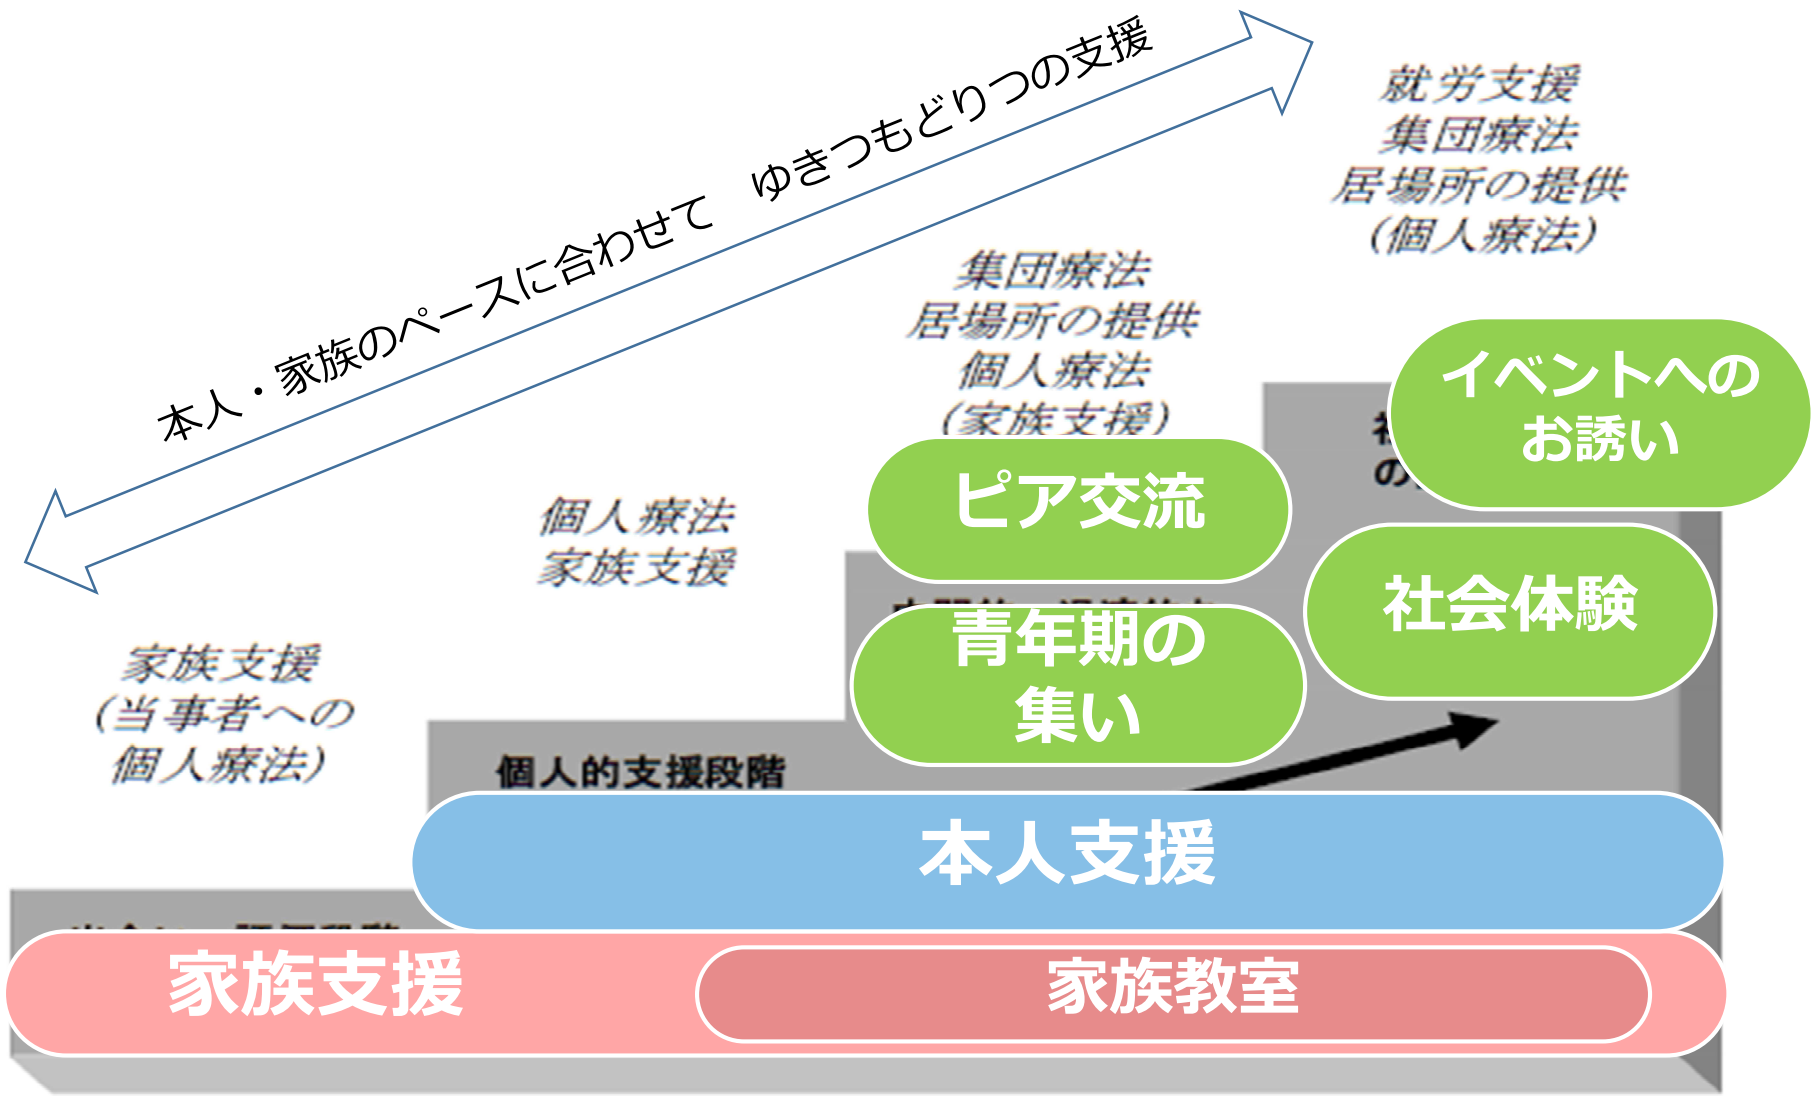 本人・家族のペースに合わせて　ゆきつもどりつの支援
就労支援
集団療法
居場所の提供
(個人療法)
集団療法
居場所の提供
個人療法
(家族支援)
個人療法
家族支援
家族支援
(当事者への
個人療法)
イベントへの
お誘い
の
ピア交流
社会体験
青年期の
集い
個人的支援段階
本人支援
家族支援
家族教室